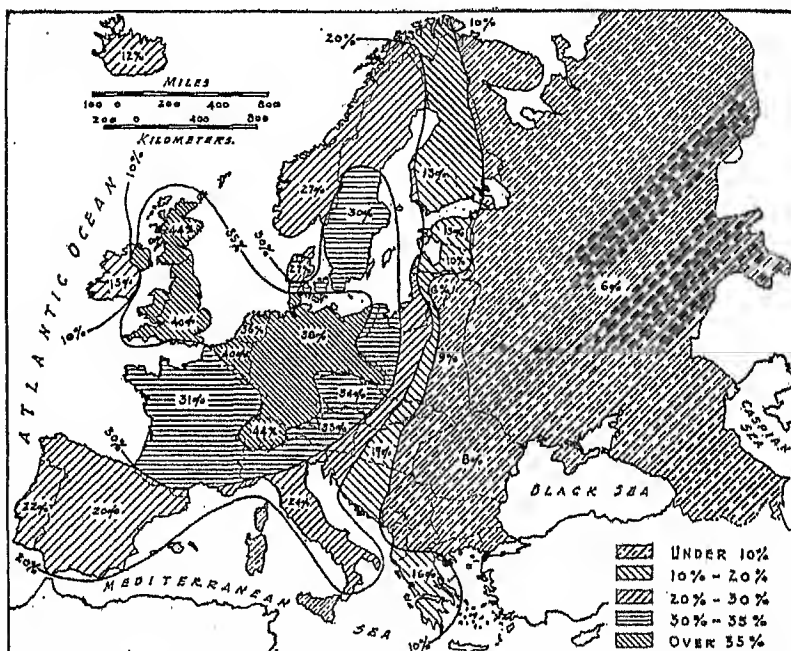 10%
20%
12%
MILES
100 0 200 400 800
200 0 400 800
KILOMETERS.
10%
ATLANTIC OCEAN
27%
13%
30%
44%
35%
30%
13%
10%
15%
27%
10%
40%
6%
36%
38%
40%
9%
34%
31%
35%
CASPIAN SEA
44%
19%
8%
30%
BLACK SEA
24%
22%
20%
20%
UNDER 10%
MEDITERRANEAN SEA
16%
10% - 20%
20% - 30%
30% - 35%
10%
OVER 35%